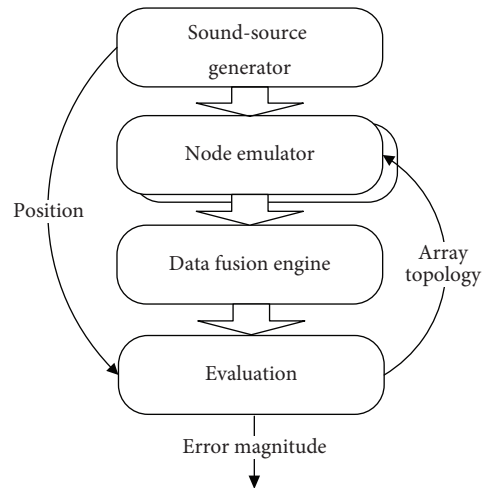 Sound-source
generator
Node emulator
Position
Data fusion engine
Array
topology
Evaluation
Error magnitude